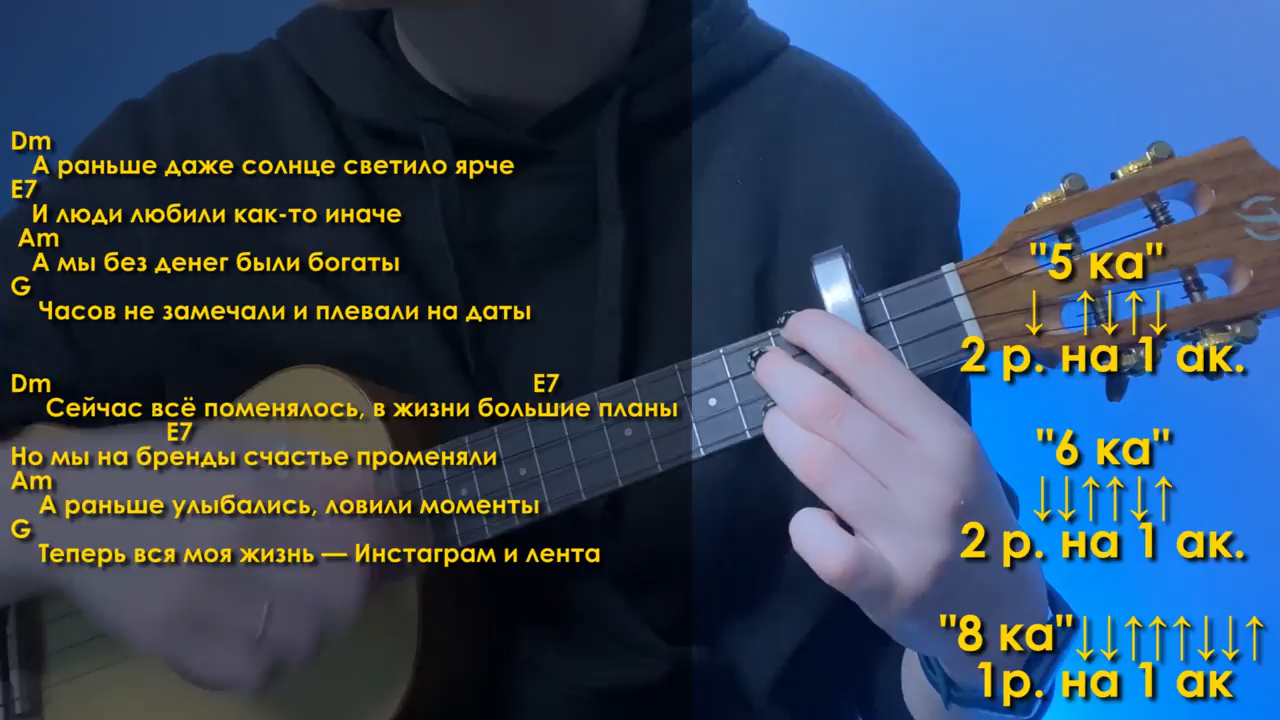 Dm
А раньше даже солнце светило ярче
E7
И люди любили как-то иначе
Am
А мы без денег были богаты
G
Часов не замечали и плевали на даты
Dm E7
Сейчас всё поменялось, в жизни большие планы
E7
Но мы на бренды счастье променяли
Am
А раньше улыбались, ловили моменты
G
Теперь вся моя жизнь — Инстаграм и лента
"5 ка"
↓ ↑↓↑↓
2 р. на 1 ак.
"6 ка"
↓↓↑↑↓↑
2 р. на 1 ак.
"8 ка"↓↓↑↑↑↓↓↑
1р. на 1 ак